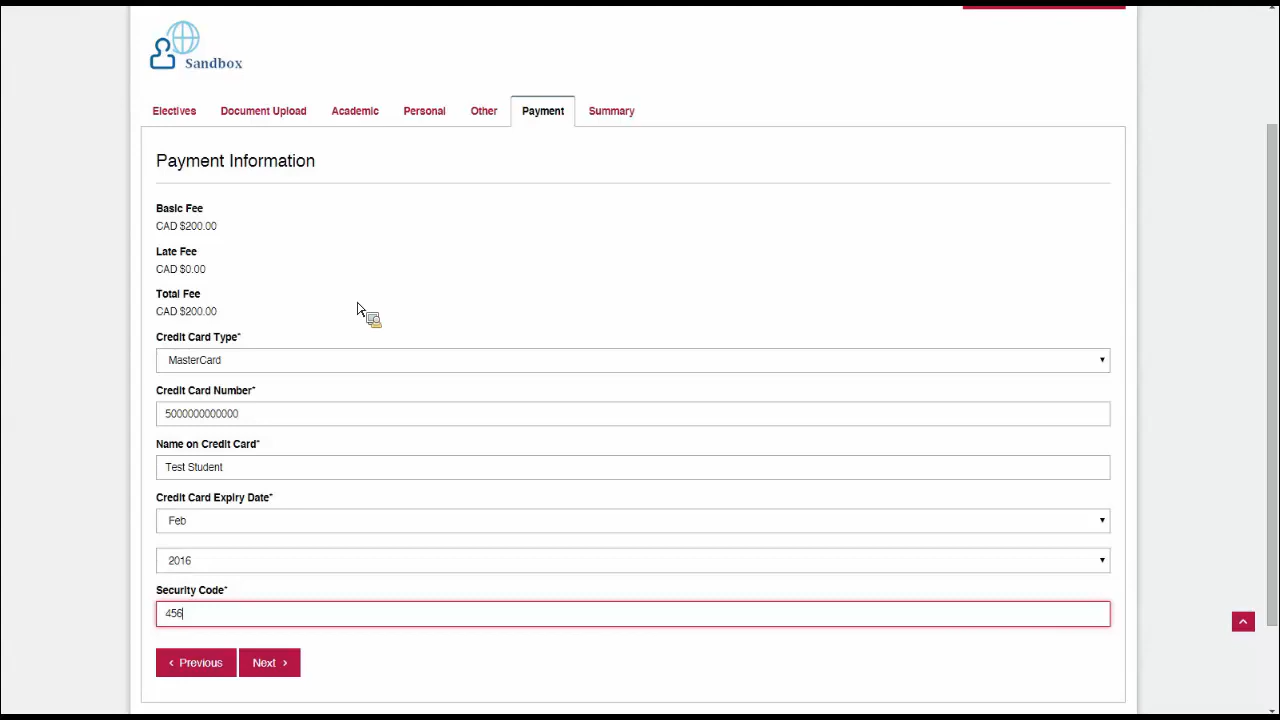 Sandbox
Electives Document Upload Academic Personal Other Payment Summary
Payment Information
Basic Fee
CAD $200.00
Late Fee
CAD $0.00
Total Fee
CAD $200.00
Credit Card Type*
MasterCard
Credit Card Number*
5000000000000
Name on Credit Card*
Test Student
Credit Card Expiry Date*
Feb
2016
Security Code*
456
‹ Previous Next ›